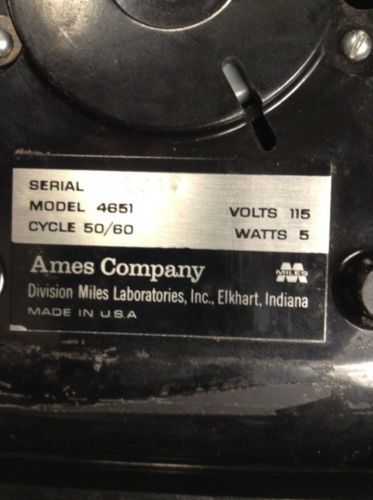 SERIAL
MODEL 4651
VOLTS 115
CYCLE 50/60
WATTS 5
Ames Company
MILES
Division Miles Laboratories, Inc., Elkhart, Indiana
MADE IN U.S.A